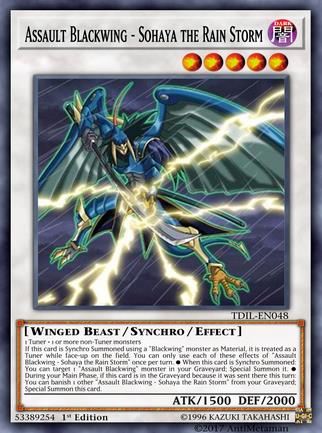 ASSAULT BLACKWING - SOHAYA THE RAIN STORM
DARK
闇
TDIL-EN048
[WINGED BEAST/SYNCHRO/EFFECT]
1 Tuner + 1 or more non-Tuner monsters
If this card is Synchro Summoned using a "Blackwing" monster as Material, it is treated as a
Tuner while face-up on the field. You can only use each of these effects of "Assault
Blackwing - Sohaya the Rain Storm" once per turn. ● When this card is Synchro Summoned:
You can target 1 "Assault Blackwing" monster in your Graveyard; Special Summon it. ●
During your Main Phase, if this card is in the Graveyard because it was sent there this turn:
You can banish 1 other "Assault Blackwing - Sohaya the Rain Storm" from your Graveyard;
Special Summon this card.
ATK/1500 DEF/2000
53389254 1st Edition ©1996 KAZUKI TAKAHASHI
©2017 AntiMetaman